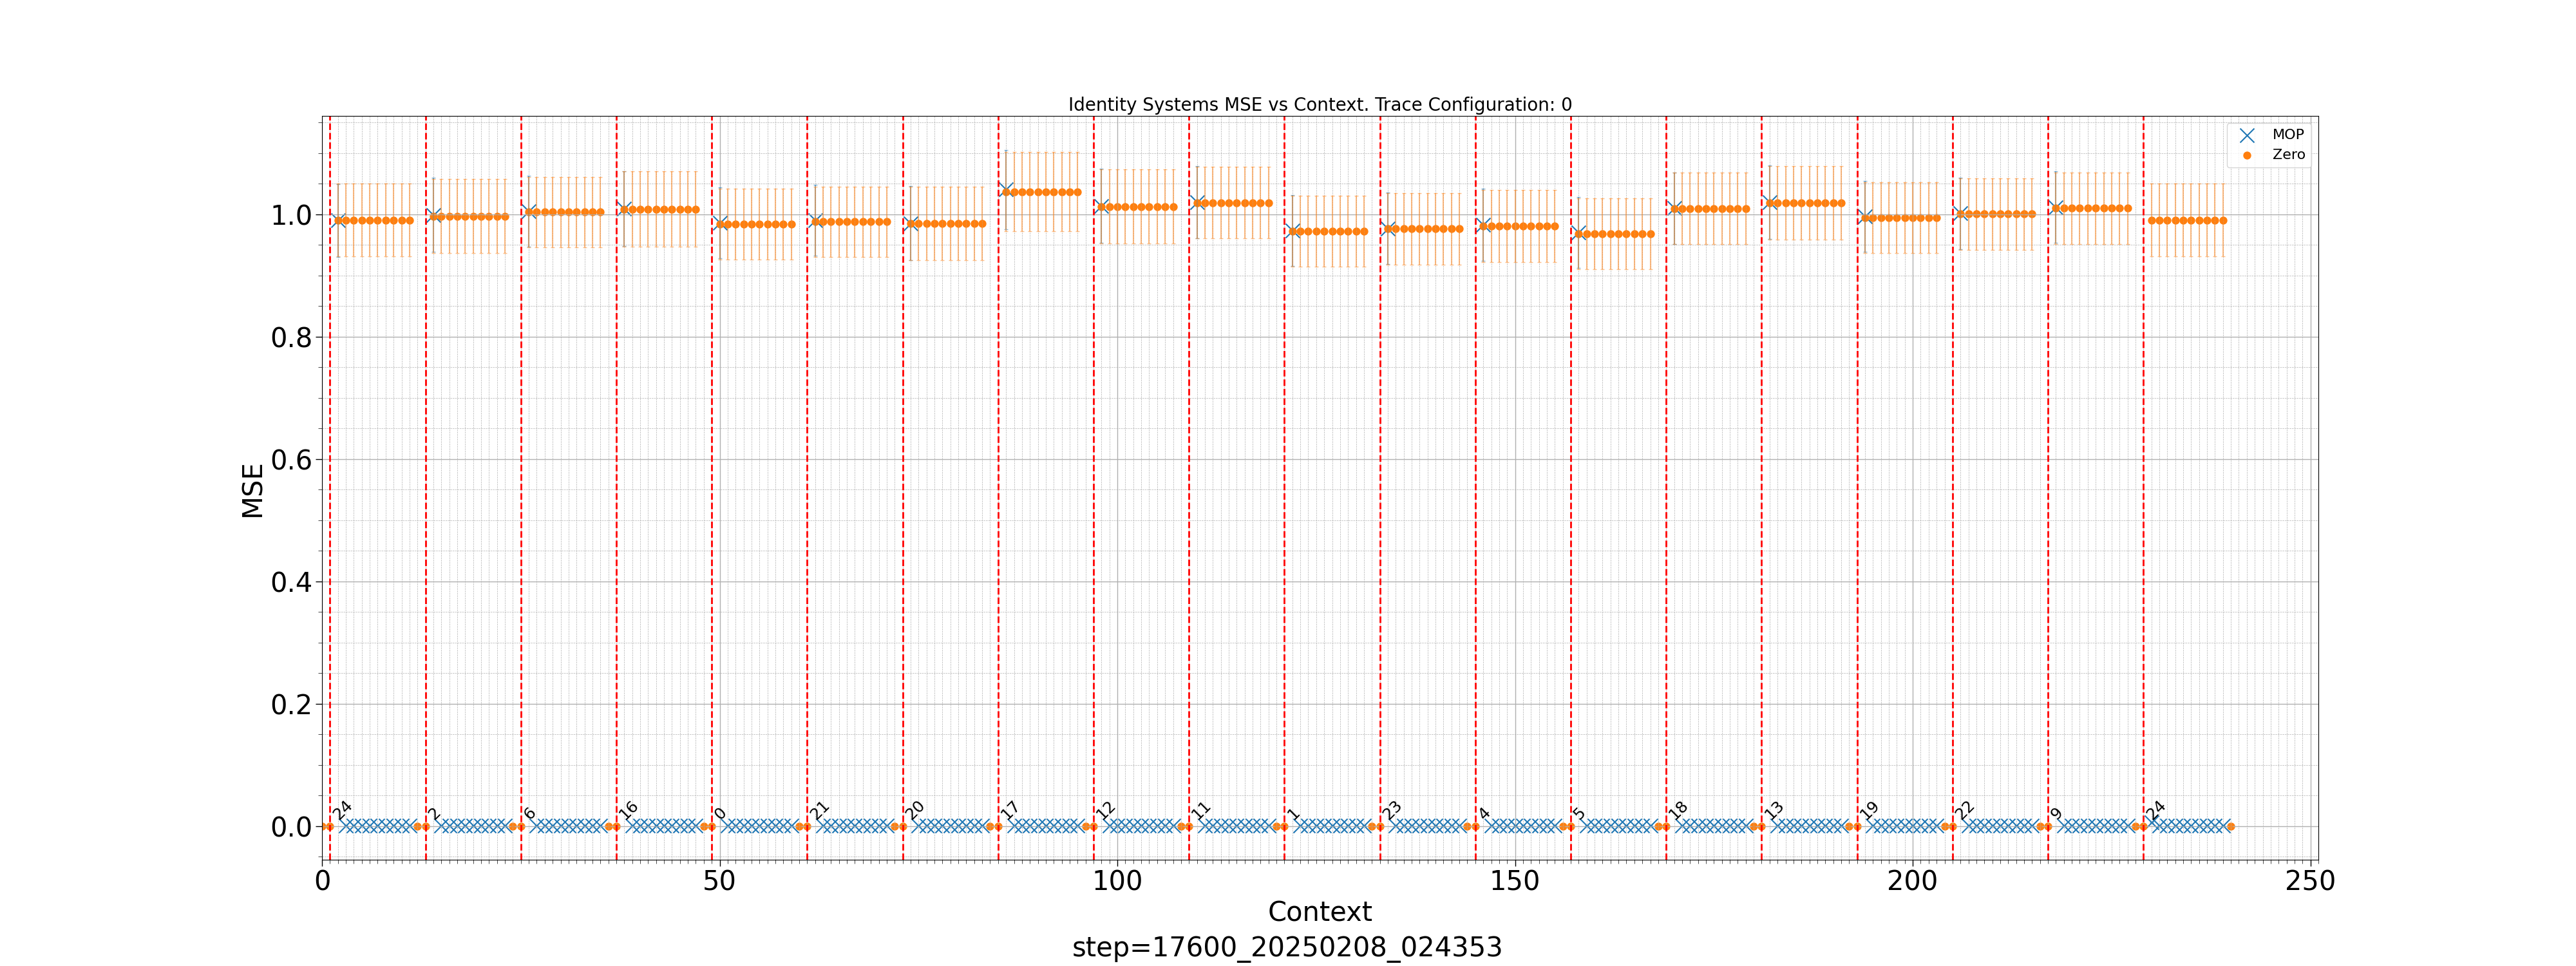 Identity Systems MSE vs Context. Trace Configuration: 0
MOP
Zero
1.0
0.8
0.6
0.4
0.2
0.0
MSE
24 2 6 16 0 21 20 17 12 11 1 23 4 5 18 13 19 22 9 24
0 50 100 150 200 250
Context
step=17600_20250208_024353